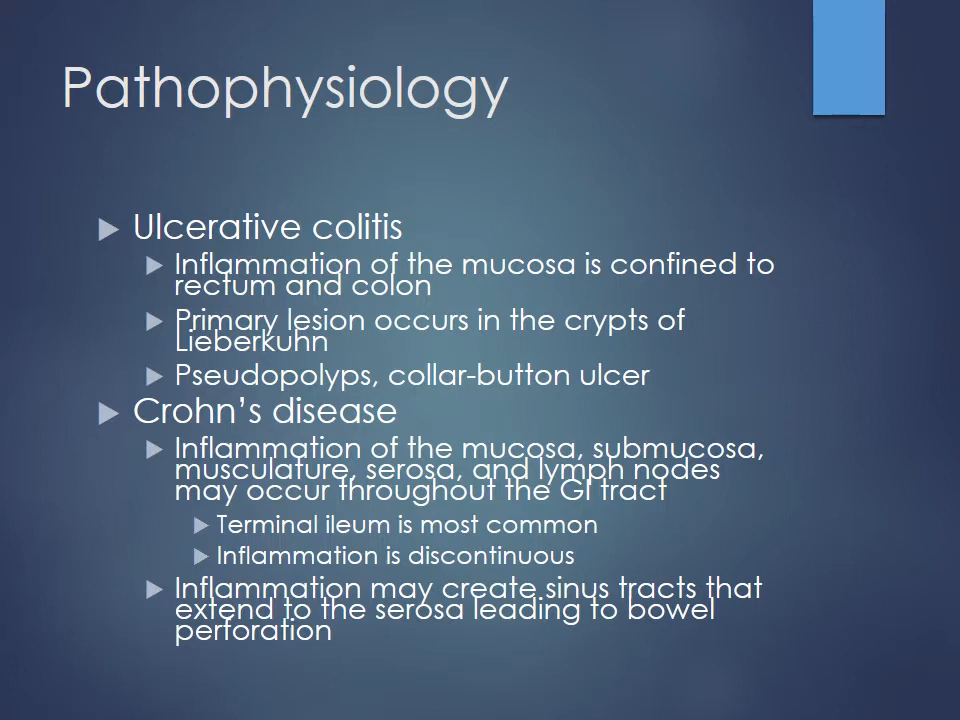 Pathophysiology
Ulcerative colitis
Inflammation of the mucosa is confined to
rectum and colon
Primary lesion occurs in the crypts of
Lieberkuhn
Pseudopolyps, collar-button ulcer
Crohn’s disease
Inflammation of the mucosa, submucosa,
musculature, serosa, and lymph nodes
may occur throughout the GI tract
Terminal ileum is most common
Inflammation is discontinuous
Inflammation may create sinus tracts that
extend to the serosa leading to bowel
perforation